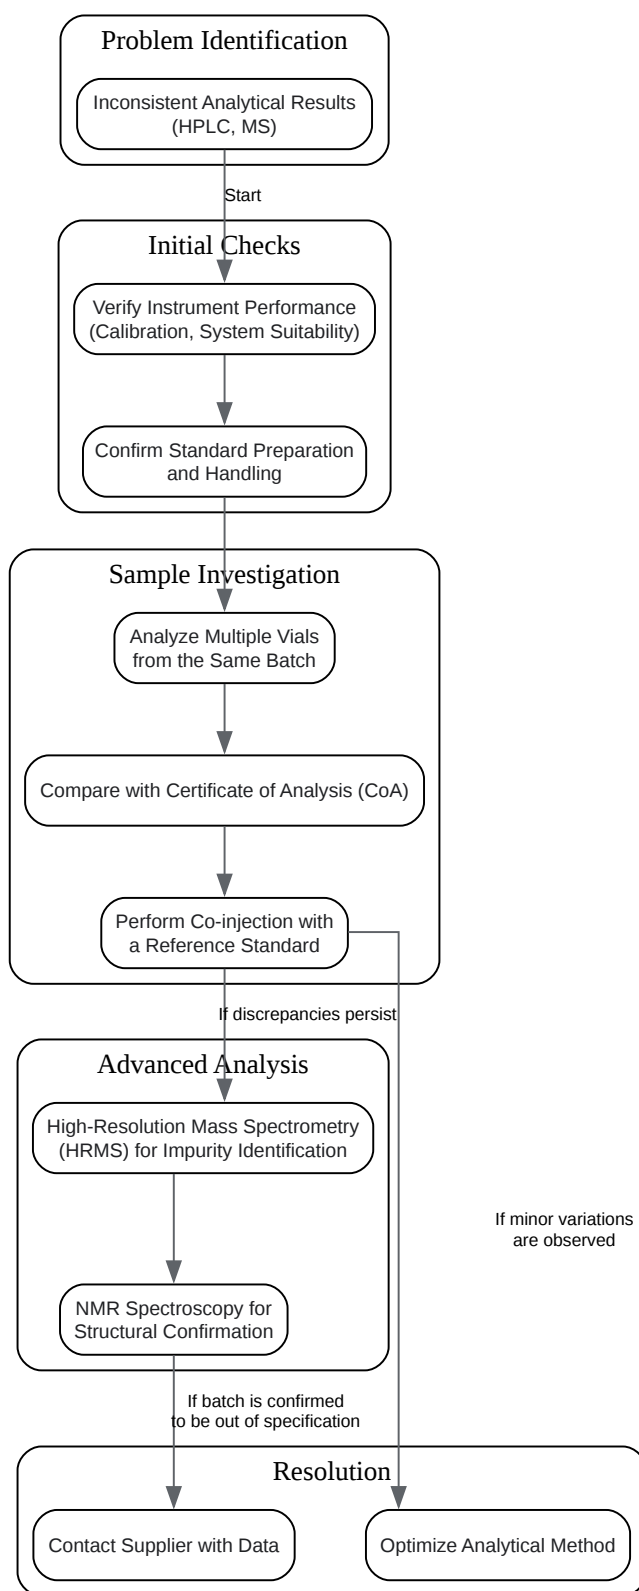 Problem Identification
Inconsistent Analytical Results
(HPLC, MS)
Start
Initial Checks
Verify Instrument Performance
(Calibration, System Suitability)
Confirm Standard Preparation
and Handling
Sample Investigation
Analyze Multiple Vials
from the Same Batch
Compare with Certificate of Analysis (CoA)
Perform Co-injection with
a Reference Standard
If discrepancies persist
Advanced Analysis
High-Resolution Mass Spectrometry
(HRMS) for Impurity Identification
If minor variations
are observed
NMR Spectroscopy for
Structural Confirmation
If batch is confirmed
to be out of specification
Resolution
Contact Supplier with Data
Optimize Analytical Method